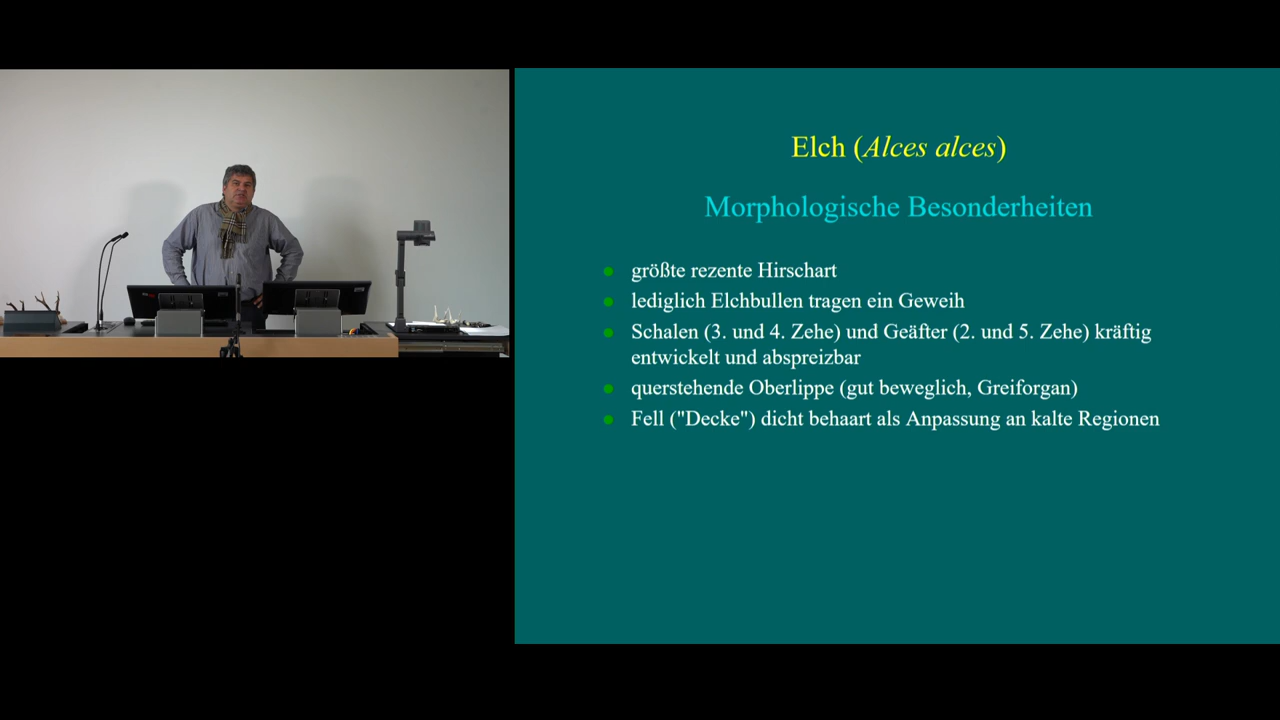 Elch (Alces alces)
Morphologische Besonderheiten
größte rezente Hirschart
lediglich Elchbullen tragen ein Geweih
Schalen (3. und 4. Zehe) und Geäfter (2. und 5. Zehe) kräftig
entwickelt und abspreizbar
querstehende Oberlippe (gut beweglich, Greiforgan)
Fell ("Decke") dicht behaart als Anpassung an kalte Regionen